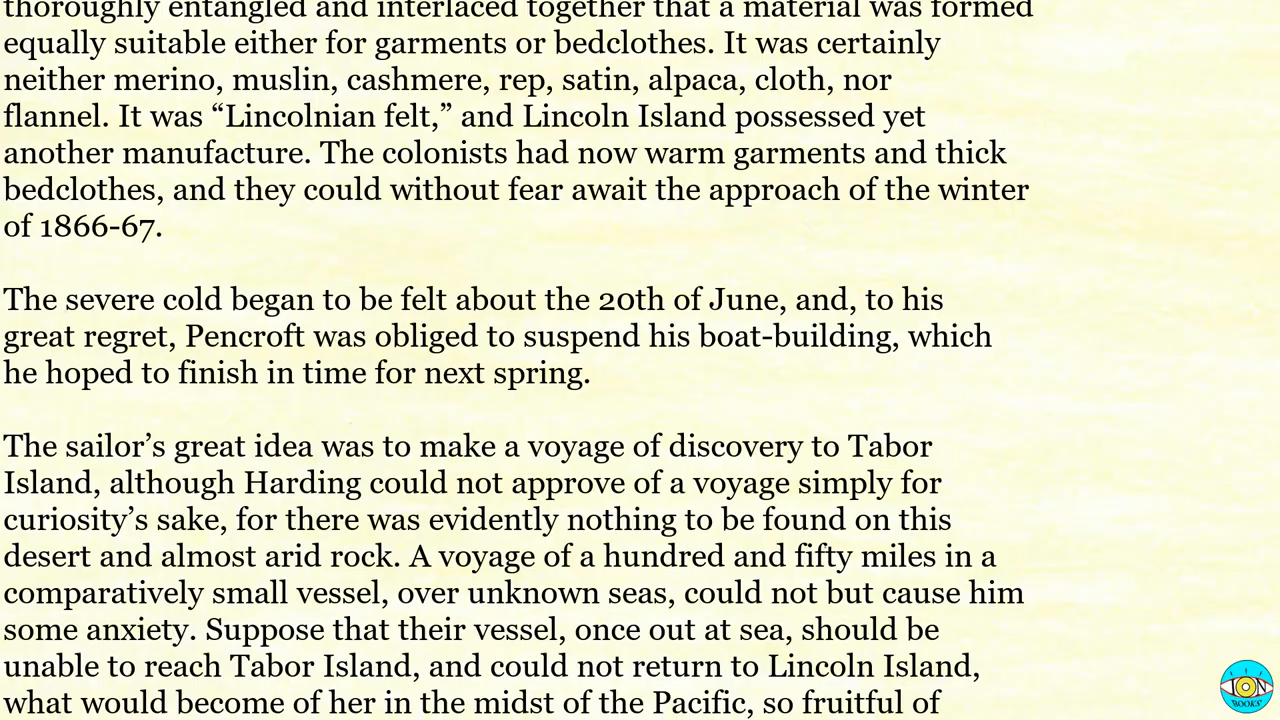 thoroughly entangled and interlaced together that a material was formed
equally suitable either for garments or bedclothes. It was certainly
neither merino, muslin, cashmere, rep, satin, alpaca, cloth, nor
flannel. It was “Lincolnian felt,” and Lincoln Island possessed yet
another manufacture. The colonists had now warm garments and thick
bedclothes, and they could without fear await the approach of the winter
of 1866-67.
The severe cold began to be felt about the 20th of June, and, to his
great regret, Pencroft was obliged to suspend his boat-building, which
he hoped to finish in time for next spring.
The sailor’s great idea was to make a voyage of discovery to Tabor
Island, although Harding could not approve of a voyage simply for
curiosity’s sake, for there was evidently nothing to be found on this
desert and almost arid rock. A voyage of a hundred and fifty miles in a
comparatively small vessel, over unknown seas, could not but cause him
some anxiety. Suppose that their vessel, once out at sea, should be
unable to reach Tabor Island, and could not return to Lincoln Island,
what would become of her in the midst of the Pacific, so fruitful of
ION
BOOKS